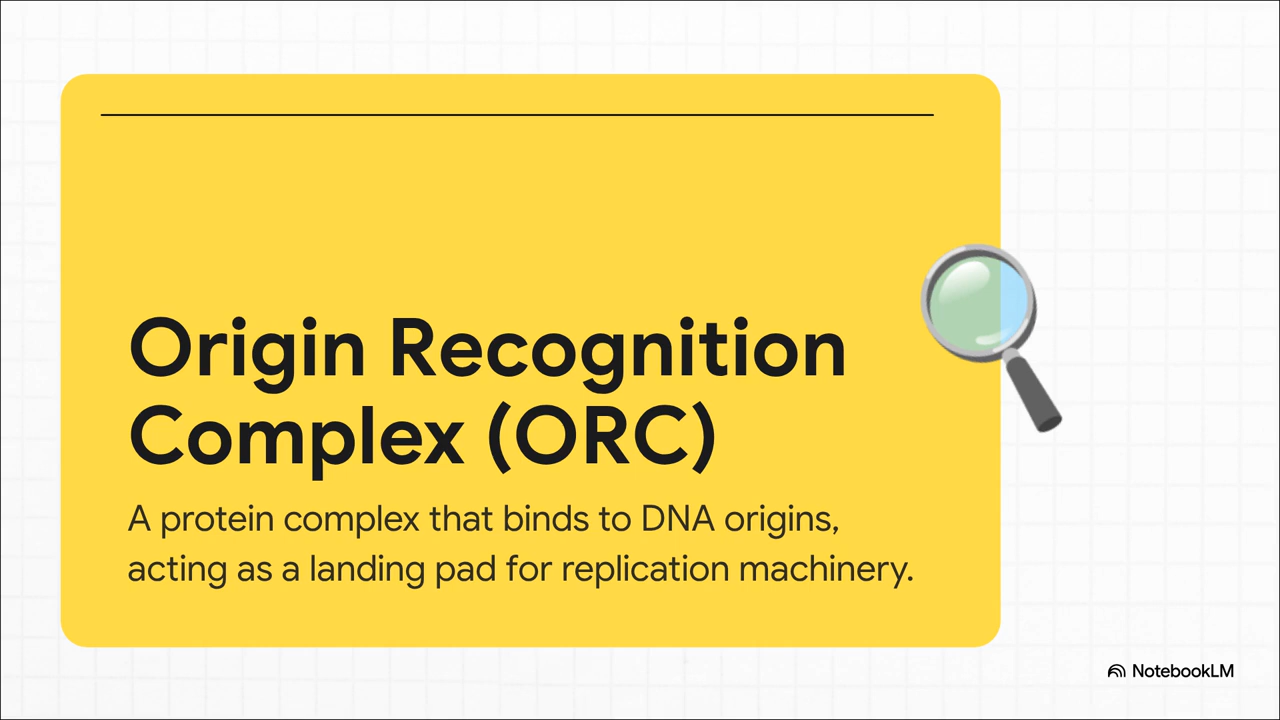 Origin Recognition
Complex (ORC)
A protein complex that binds to DNA origins,
acting as a landing pad for replication machinery.
NotebookLM